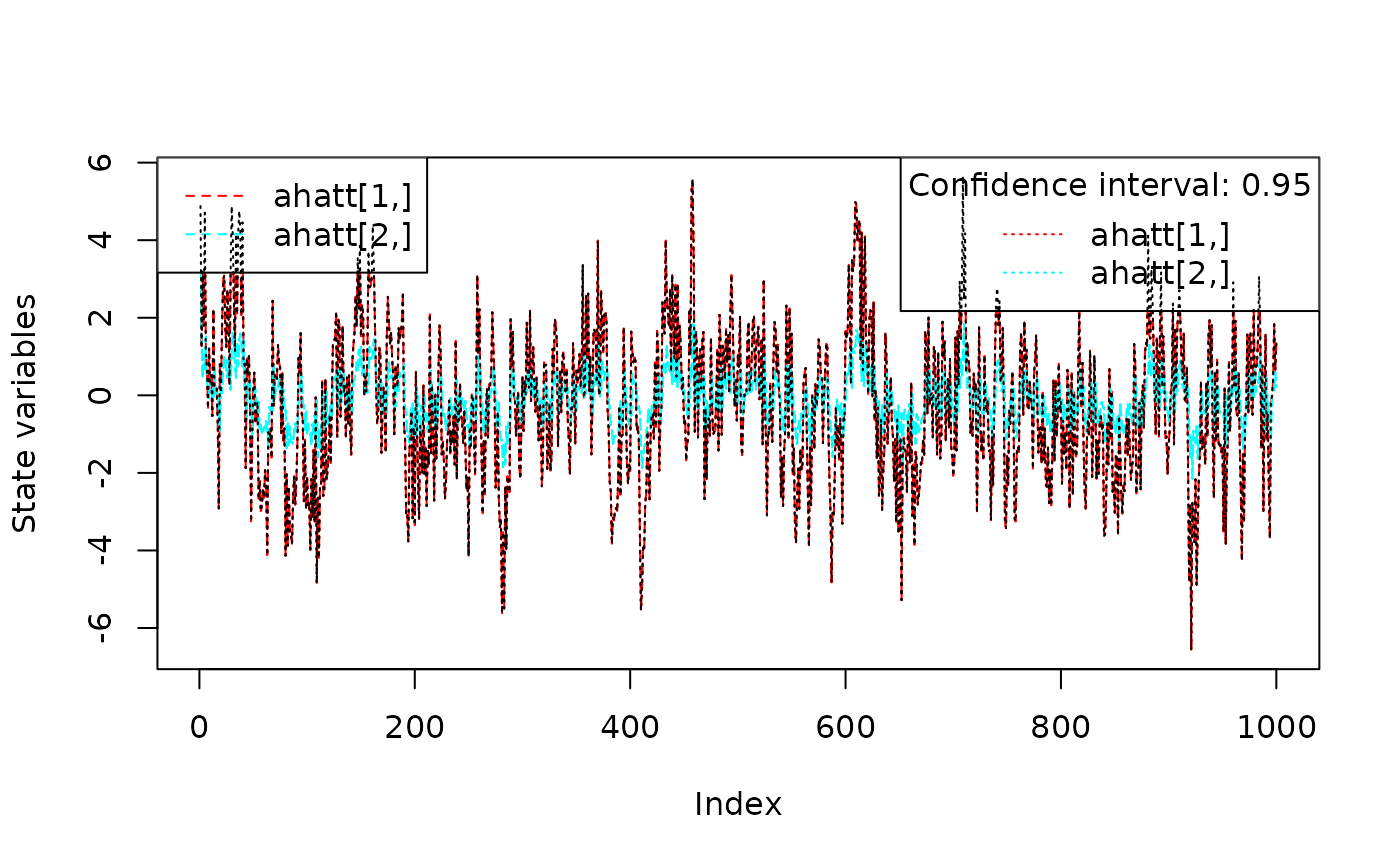 ahatt[1,]
ahatt[2,]
Confidence interval: 0.95
ahatt[1,]
ahatt[2,]
State variables
6
4
2
0
-2
-4
-6
0 200 400 600 800 1000
Index